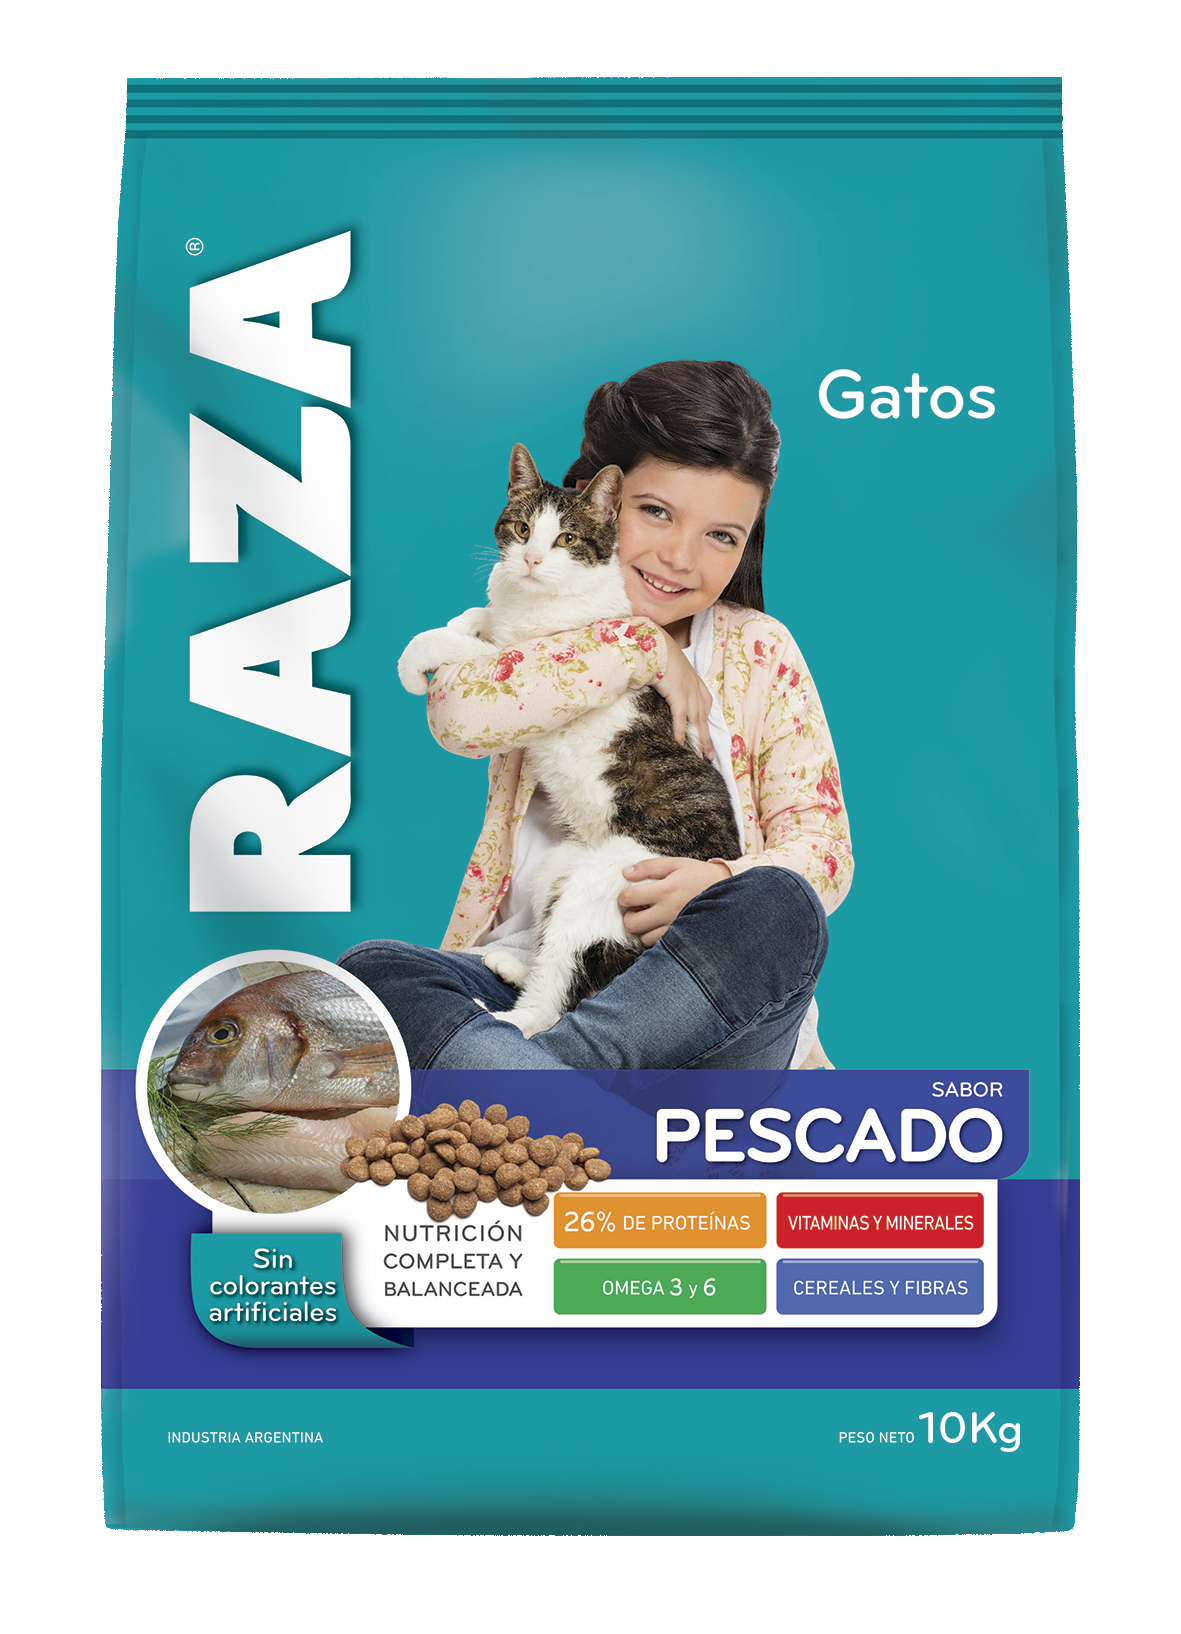 RAZA®
Gatos
SABOR
PESCADO
NUTRICIÓN
COMPLETA Y
BALANCEADA
26% DE PROTEÍNAS
VITAMINAS Y MINERALES
OMEGA 3 y 6
CEREALES Y FIBRAS
Sin
colorantes
artificiales
INDUSTRIA ARGENTINA
PESO NETO 10Kg